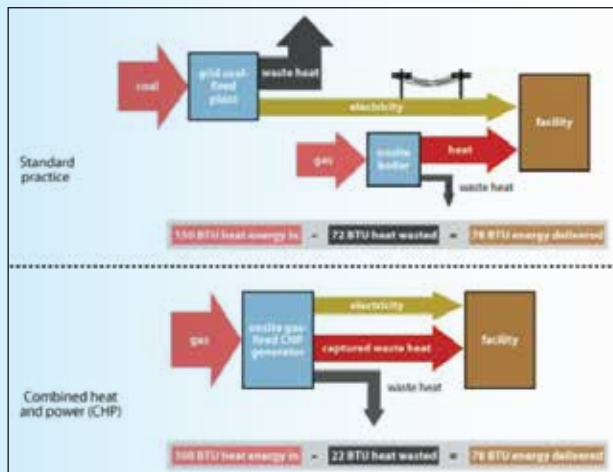 coal
grid coal-
fired
plant
waste heat
electricity
facility
gas
onsite
boiler
heat
waste heat
Standard
practice
150 BTU heat energy in - 72 BTU heat wasted = 78 BTU energy delivered
gas
onsite gas-
fired CHP
generator
electricity
captured waste heat
facility
waste heat
Combined heat
and power (CHP)
100 BTU heat energy in - 22 BTU heat wasted = 78 BTU energy delivered